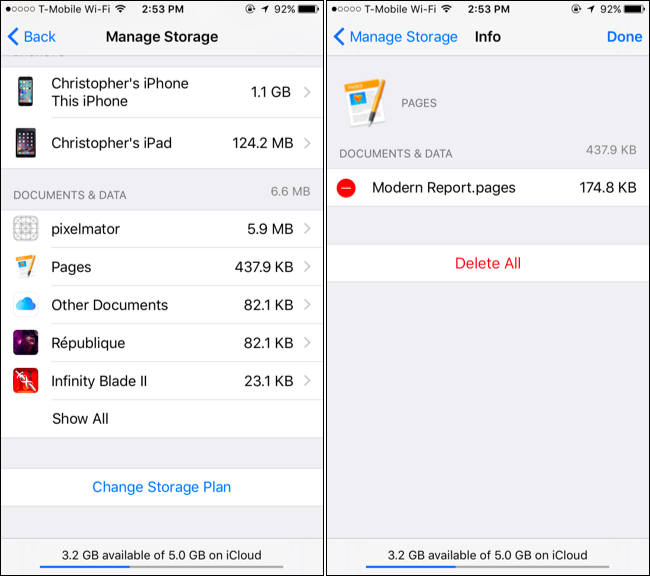 T-Mobile Wi-Fi 2:53 PM 92%
Back Manage Storage
Christopher's iPhone
This iPhone
1.1 GB
Christopher's iPad 124.2 MB
DOCUMENTS & DATA 6.6 MB
pixelmator 5.9 MB
Pages 437.9 KB
Other Documents 82.1 KB
République 82.1 KB
Infinity Blade II 23.1 KB
Show All
Change Storage Plan
3.2 GB available of 5.0 GB on iCloud
T-Mobile Wi-Fi 2:53 PM 92%
Manage Storage Info Done
PAGES
PAGES
DOCUMENTS & DATA 437.9 KB
Modern Report.pages 174.8 KB
Delete All
3.2 GB available of 5.0 GB on iCloud